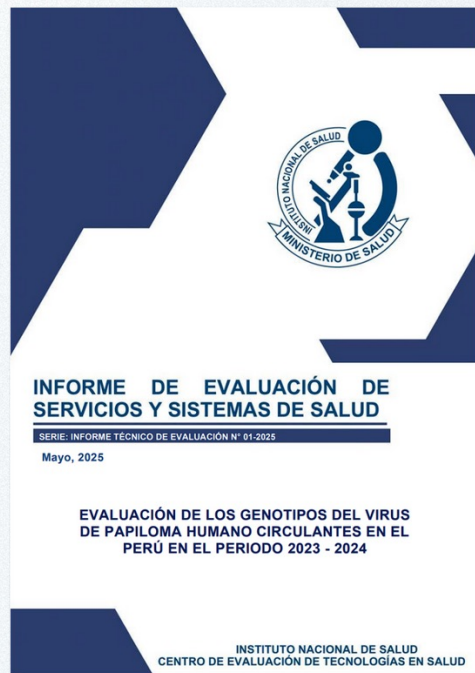 INSTITUTO NACIONAL DE SALUD
MINISTERIO DE SALUD
INFORME DE EVALUACIÓN DE
SERVICIOS Y SISTEMAS DE SALUD
SERIE: INFORME TÉCNICO DE EVALUACIÓN N° 01-2025
Mayo, 2025
EVALUACIÓN DE LOS GENOTIPOS DEL VIRUS
DE PAPILOMA HUMANO CIRCULANTES EN EL
PERÚ EN EL PERIODO 2023 - 2024
INSTITUTO NACIONAL DE SALUD
CENTRO DE EVALUACIÓN DE TECNOLOGÍAS EN SALUD